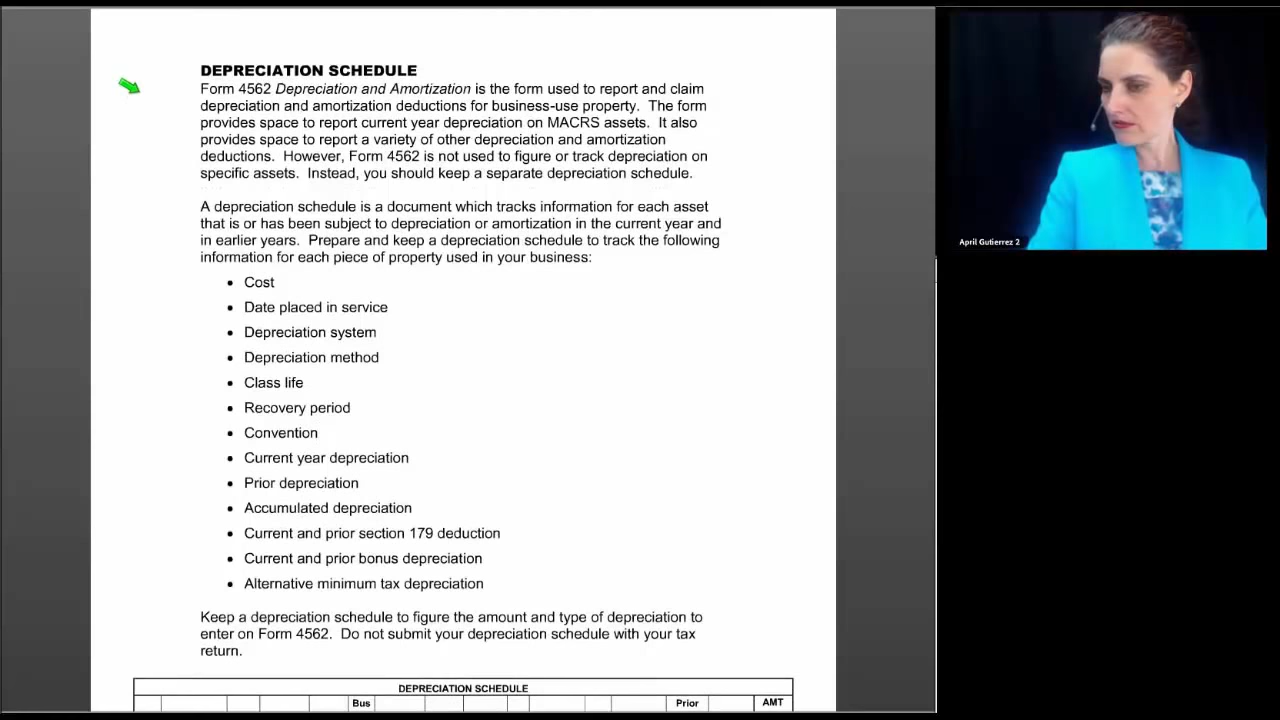 DEPRECIATION SCHEDULE
Form 4562 Depreciation and Amortization is the form used to report and claim
depreciation and amortization deductions for business-use property.  The form
provides space to report current year depreciation on MACRS assets.  It also
provides space to report a variety of other depreciation and amortization
deductions.  However, Form 4562 is not used to figure or track depreciation on
specific assets.  Instead, you should keep a separate depreciation schedule.
A depreciation schedule is a document which tracks information for each asset
that is or has been subject to depreciation or amortization in the current year and
in earlier years.  Prepare and keep a depreciation schedule to track the following
information for each piece of property used in your business:
• Cost
• Date placed in service
• Depreciation system
• Depreciation method
• Class life
• Recovery period
• Convention
• Current year depreciation
• Prior depreciation
• Accumulated depreciation
• Current and prior section 179 deduction
• Current and prior bonus depreciation
• Alternative minimum tax depreciation
Keep a depreciation schedule to figure the amount and type of depreciation to
enter on Form 4562.  Do not submit your depreciation schedule with your tax
return.
DEPRECIATION SCHEDULE
Bus Prior AMT
April Gutierrez 2